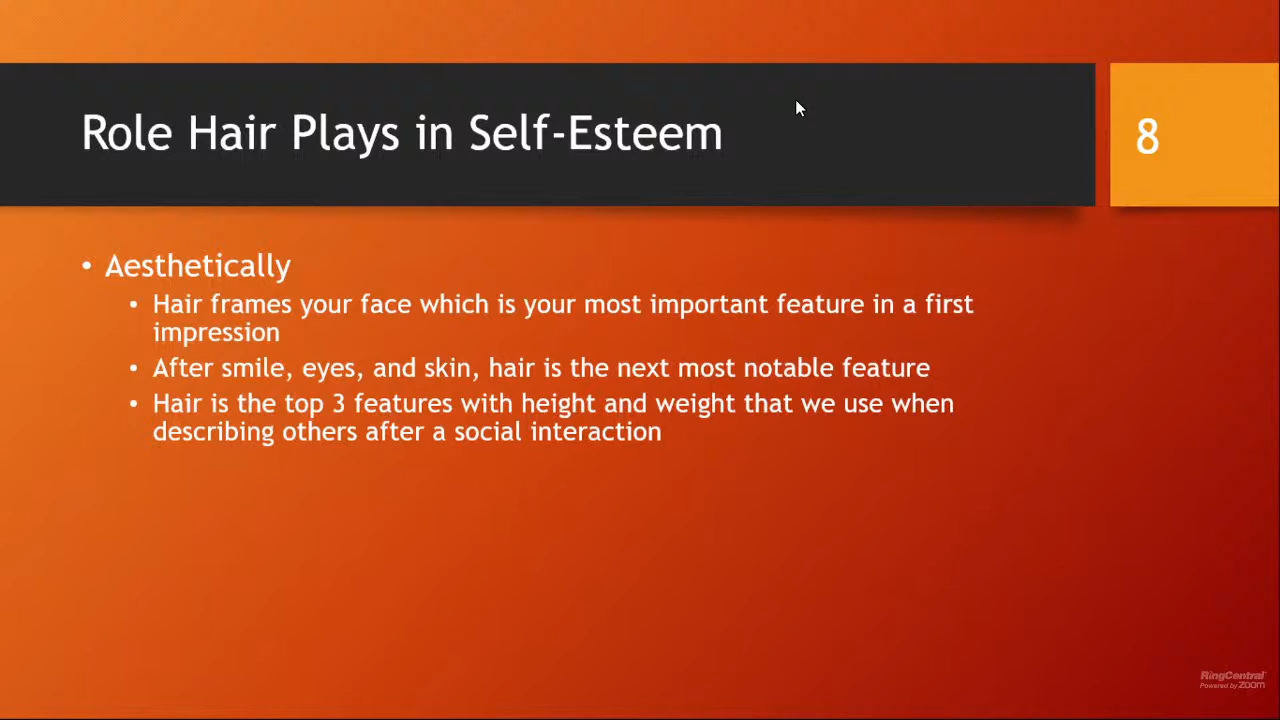 Role Hair Plays in Self-Esteem
8
• Aesthetically
• Hair frames your face which is your most important feature in a first
impression
• After smile, eyes, and skin, hair is the next most notable feature
• Hair is the top 3 features with height and weight that we use when
describing others after a social interaction
RingCentral
Powered by zoom